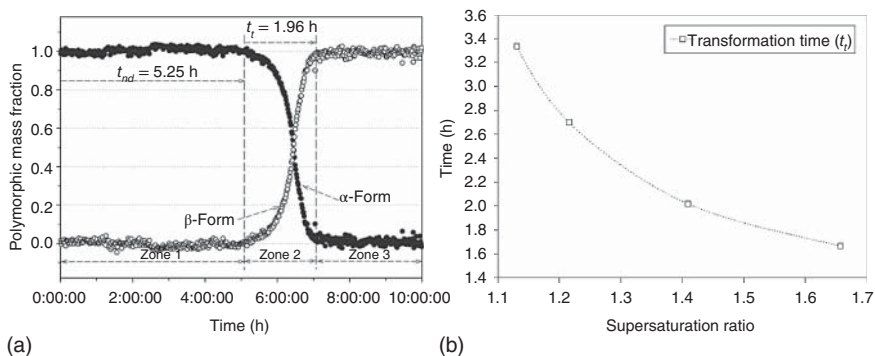 (a)
Polymorphic mass fraction
1.0
0.8
0.6
0.4
0.2
0.0
t_t = 1.96 h
t_nd = 5.25 h
β-Form
α-Form
Zone 1
Zone 2
Zone 3
0:00:00
2:00:00
4:00:00
6:00:00
8:00:00
10:00:00
Time (h)
(b)
Time (h)
3.6
3.4
3.2
3.0
2.8
2.6
2.4
2.2
2.0
1.8
1.6
1.4
Transformation time (t_t)
1.1
1.2
1.3
1.4
1.5
1.6
1.7
Supersaturation ratio